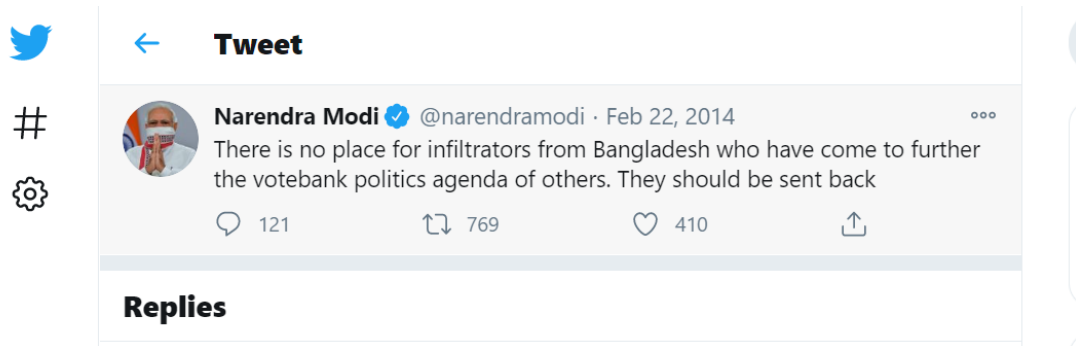 Tweet
Narendra Modi @narendramodi · Feb 22, 2014
There is no place for infiltrators from Bangladesh who have come to further
the votebank politics agenda of others. They should be sent back
121 769 410
Replies